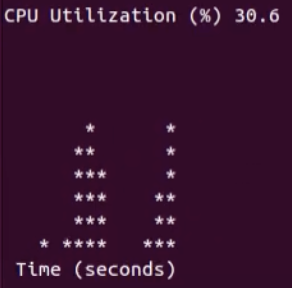 CPU Utilization (%) 30.6
       *      *
      **      *
      ***     *
      ***    **
      ***    **
   * ****   ***
 Time (seconds)